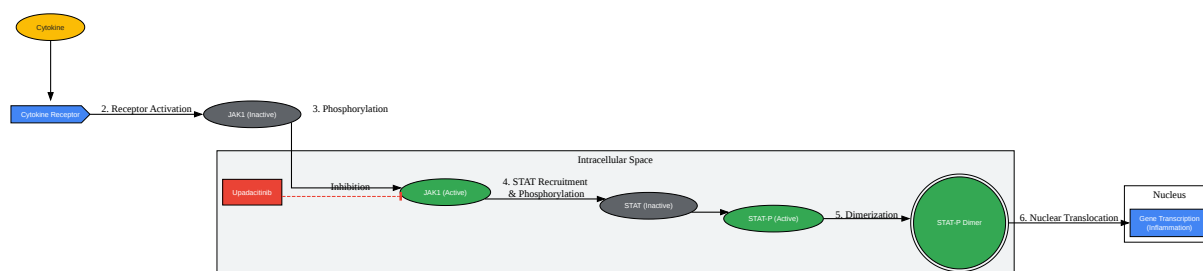 Cytokine
Cytokine Receptor
2. Receptor Activation
JAK1 (Inactive)
3. Phosphorylation
Intracellular Space
Upadacitinib
Inhibition
JAK1 (Active)
4. STAT Recruitment
& Phosphorylation
STAT (Inactive)
STAT-P (Active)
5. Dimerization
STAT-P Dimer
6. Nuclear Translocation
Nucleus
Gene Transcription
(Inflammation)